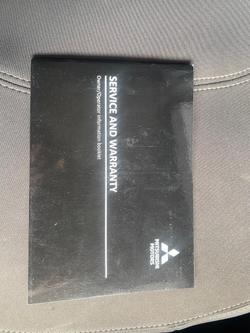 SERVICE AND WARRANTY
Owner/Operator information booklet
MITSUBISHI
MOTORS